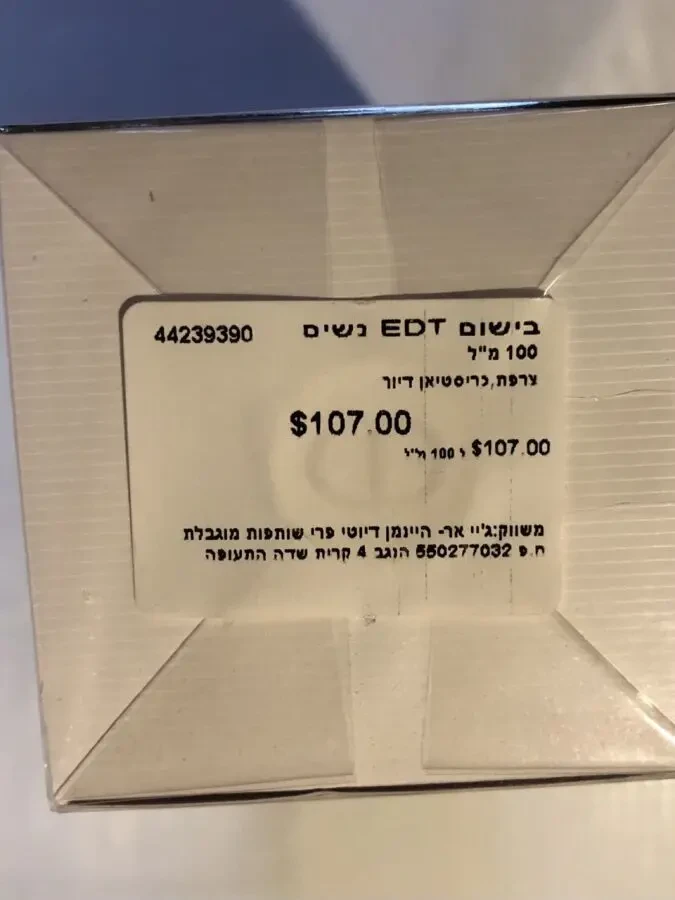 בישום EDT נשים 44239390
100 מ"ל
צרפת,כריסטיאן דיור
$107.00
$107.00 ל 100 מ"ל
משווק:ג'יי אר- היינמן דיוטי פרי שותפות מוגבלת
ח.פ 550277032 הנגב 4 קרית שדה התעופה